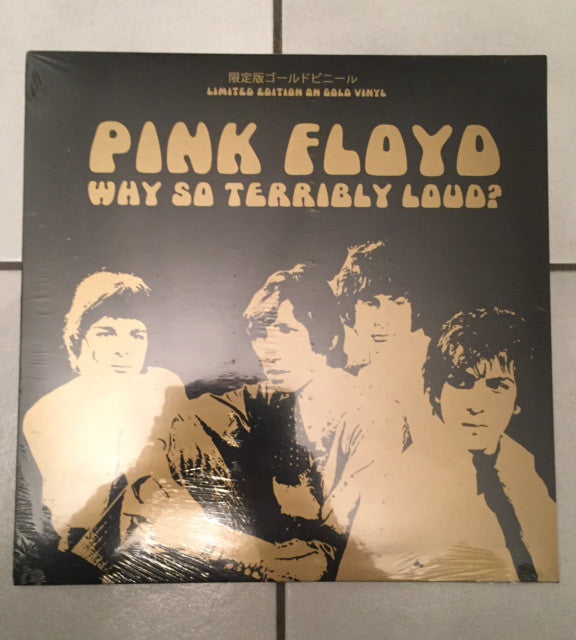 限定版ゴールドビニール
LIMITED EDITION ON GOLD VINYL
PINK FLOYD
WHY SO TERRIBLY LOUD?